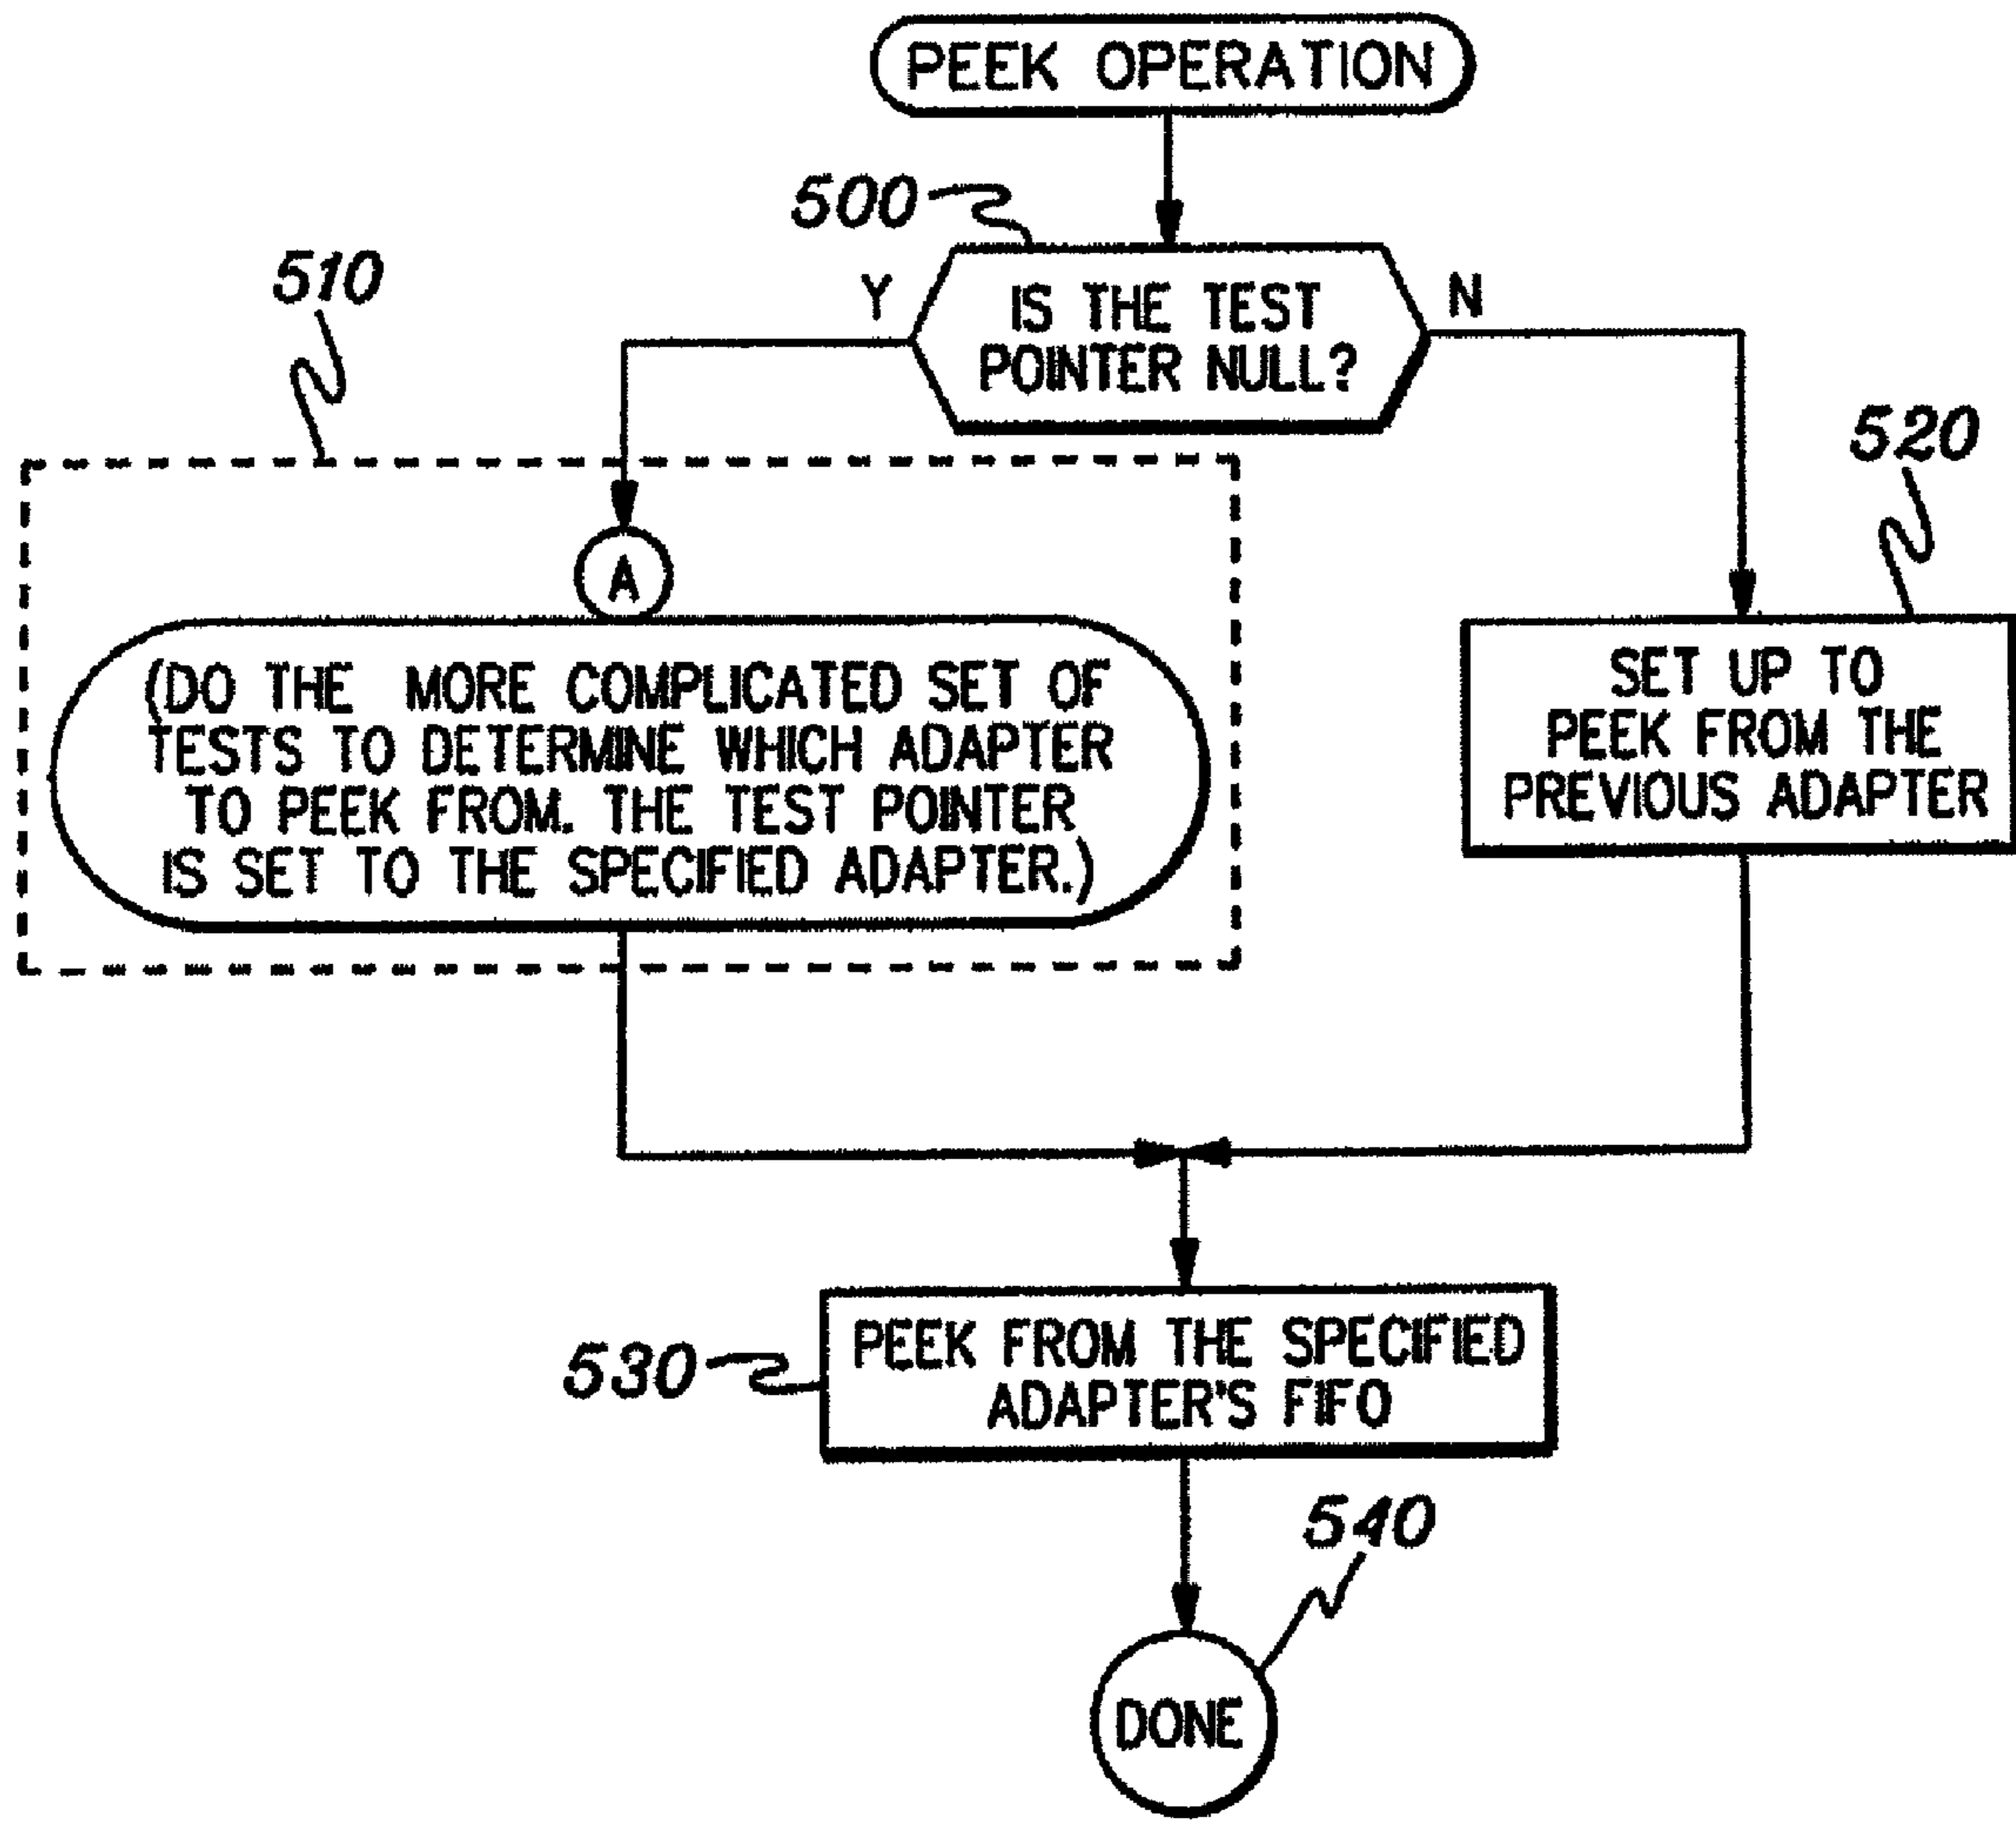 PEEK OPERATION
500
510
Y
IS THE TEST
POINTER NULL?
N
520
A
(DO THE MORE COMPLICATED SET OF
TESTS TO DETERMINE WHICH ADAPTER
TO PEEK FROM. THE TEST POINTER
IS SET TO THE SPECIFIED ADAPTER.)
SET UP TO
PEEK FROM THE
PREVIOUS ADAPTER
530
PEEK FROM THE SPECIFIED
ADAPTER'S FIFO
540
DONE